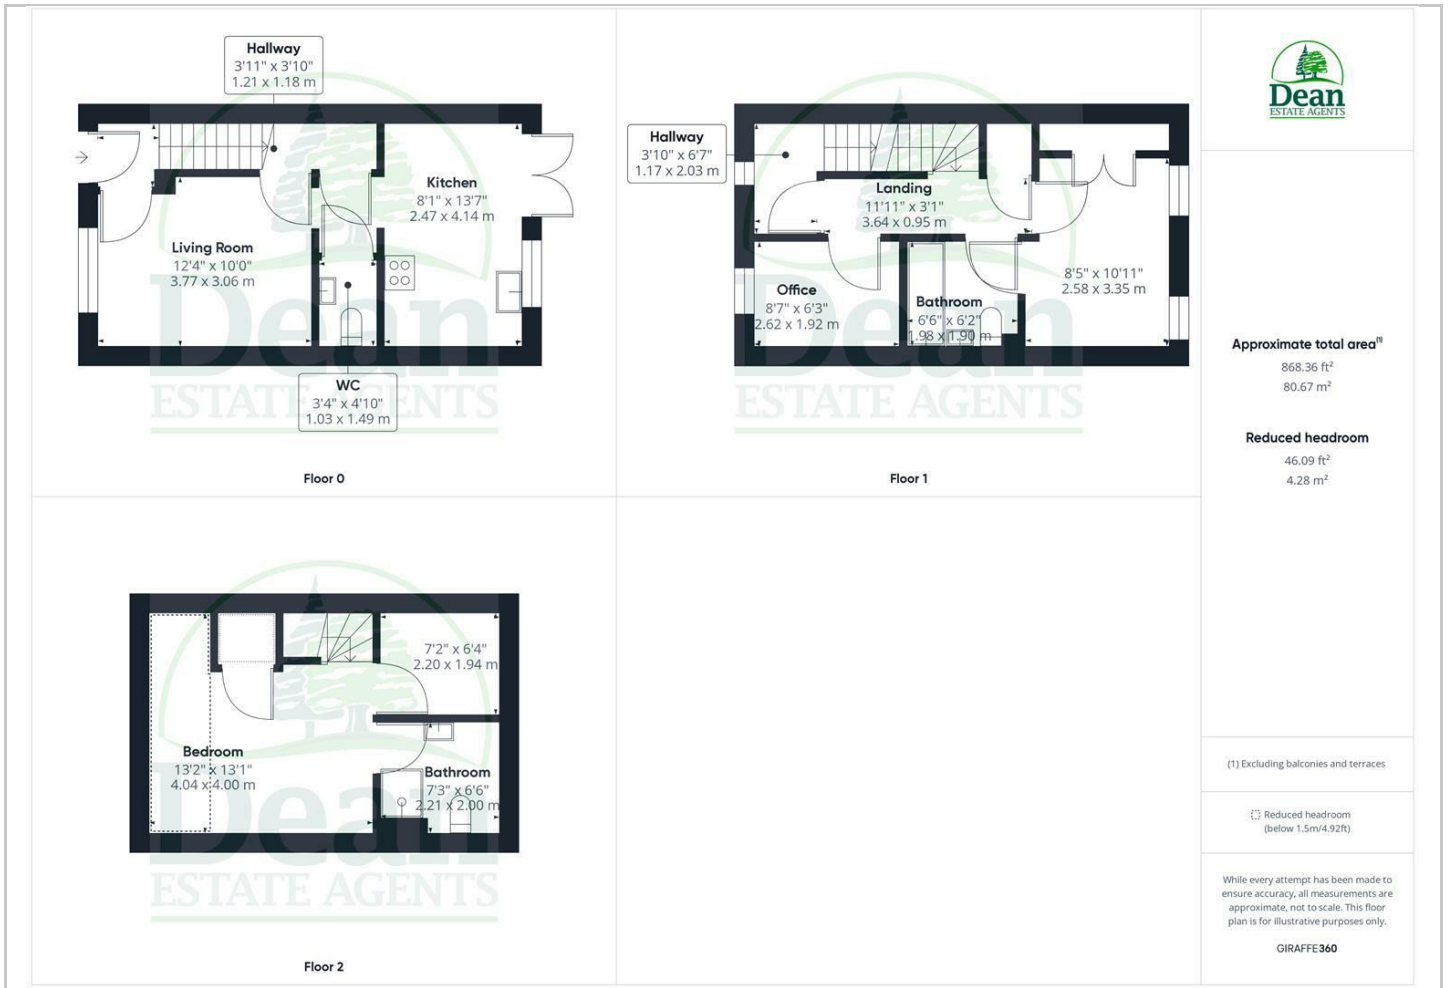 Hallway
3'11" x 3'10"
1.21 x 1.18 m
Kitchen
8'1" x 13'7"
2.47 x 4.14 m
Living Room
12'4" x 10'0"
3.77 x 3.06 m
WC
3'4" x 4'10"
1.03 x 1.49 m
Dean
ESTATE AGENTS
Floor 0
Hallway
3'10" x 6'7"
1.17 x 2.03 m
Landing
11'11" x 3'1"
3.64 x 0.95 m
8'5" x 10'11"
2.58 x 3.35 m
Office
8'7" x 6'3"
2.62 x 1.92 m
Bathroom
6'6" x 6'2"
1.98 x 1.90 m
Dean
ESTATE AGENTS
Floor 1
7'2" x 6'4"
2.20 x 1.94 m
Bedroom
13'2" x 13'1"
4.04 x 4.00 m
Bathroom
7'3" x 6'6"
2.21 x 2.00 m
Dean
ESTATE AGENTS
Floor 2
Dean
ESTATE AGENTS
Approximate total area(1)
868.36 ft²
80.67 m²
Reduced headroom
46.09 ft²
4.28 m²
(1) Excluding balconies and terraces
Reduced headroom
(below 1.5m/4.92ft)
While every attempt has been made to
ensure accuracy, all measurements are
approximate, not to scale. This floor
plan is for illustrative purposes only.
GIRAFFE360